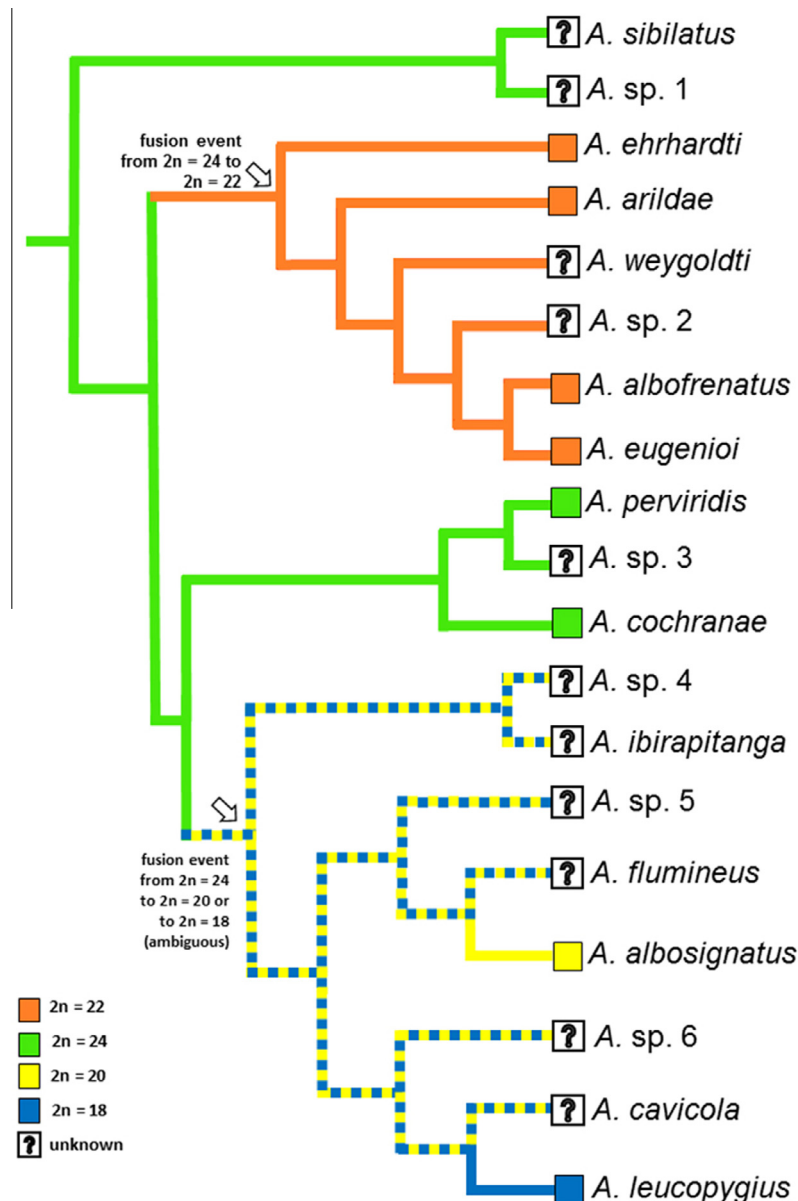 ? A. sibilatus
? A. sp. 1
fusion event
from 2n = 24 to
2n = 22
A. ehrhardti
A. arildae
? A. weygoldti
? A. sp. 2
A. albofrenatus
A. eugenioi
A. perviridis
? A. sp. 3
A. cochranae
? A. sp. 4
? A. ibirapitanga
? A. sp. 5
fusion event
from 2n = 24
to 2n = 20 or
to 2n = 18
(ambiguous)
? A. flumineus
A. albosignatus
? A. sp. 6
? A. cavicola
A. leucopygius
2n = 22
2n = 24
2n = 20
2n = 18
? unknown